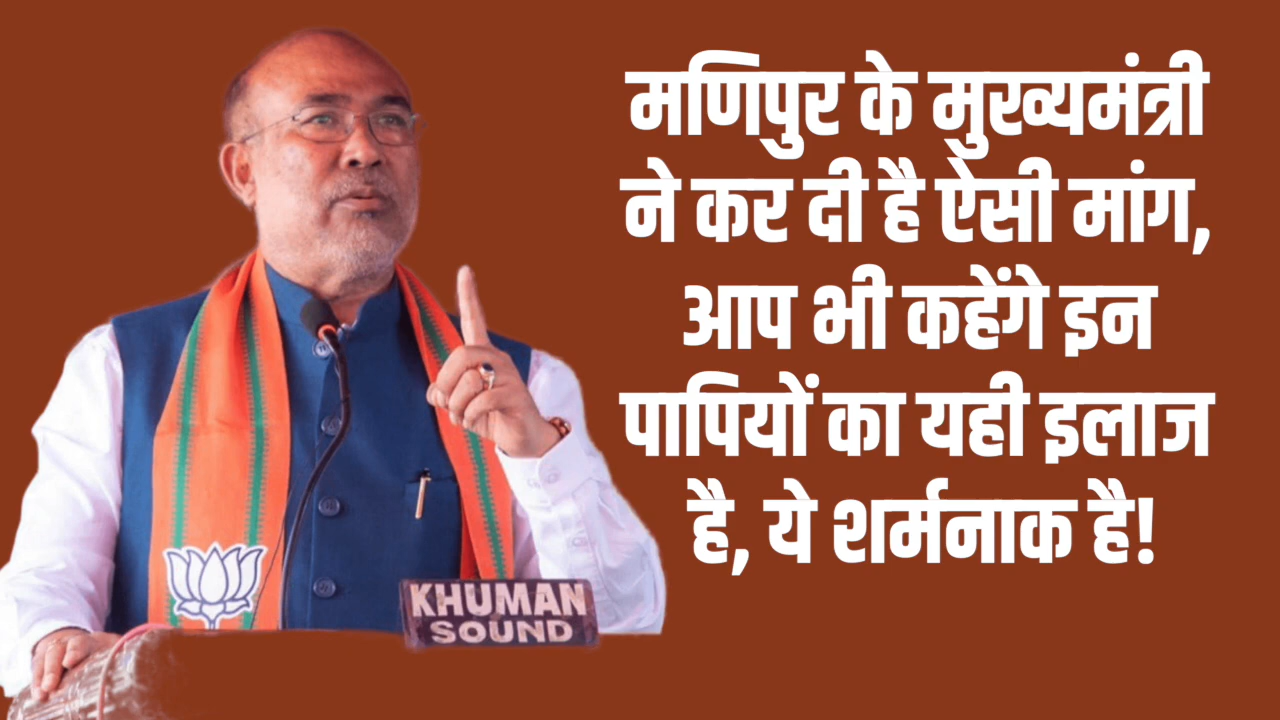 मणिपुर के मुख्यमंत्री
ने कर दी है ऐसी मांग,
आप भी कहेंगे इन
पापियों का यही इलाज
है, ये शर्मनाक है!
KHUMAN
SOUND